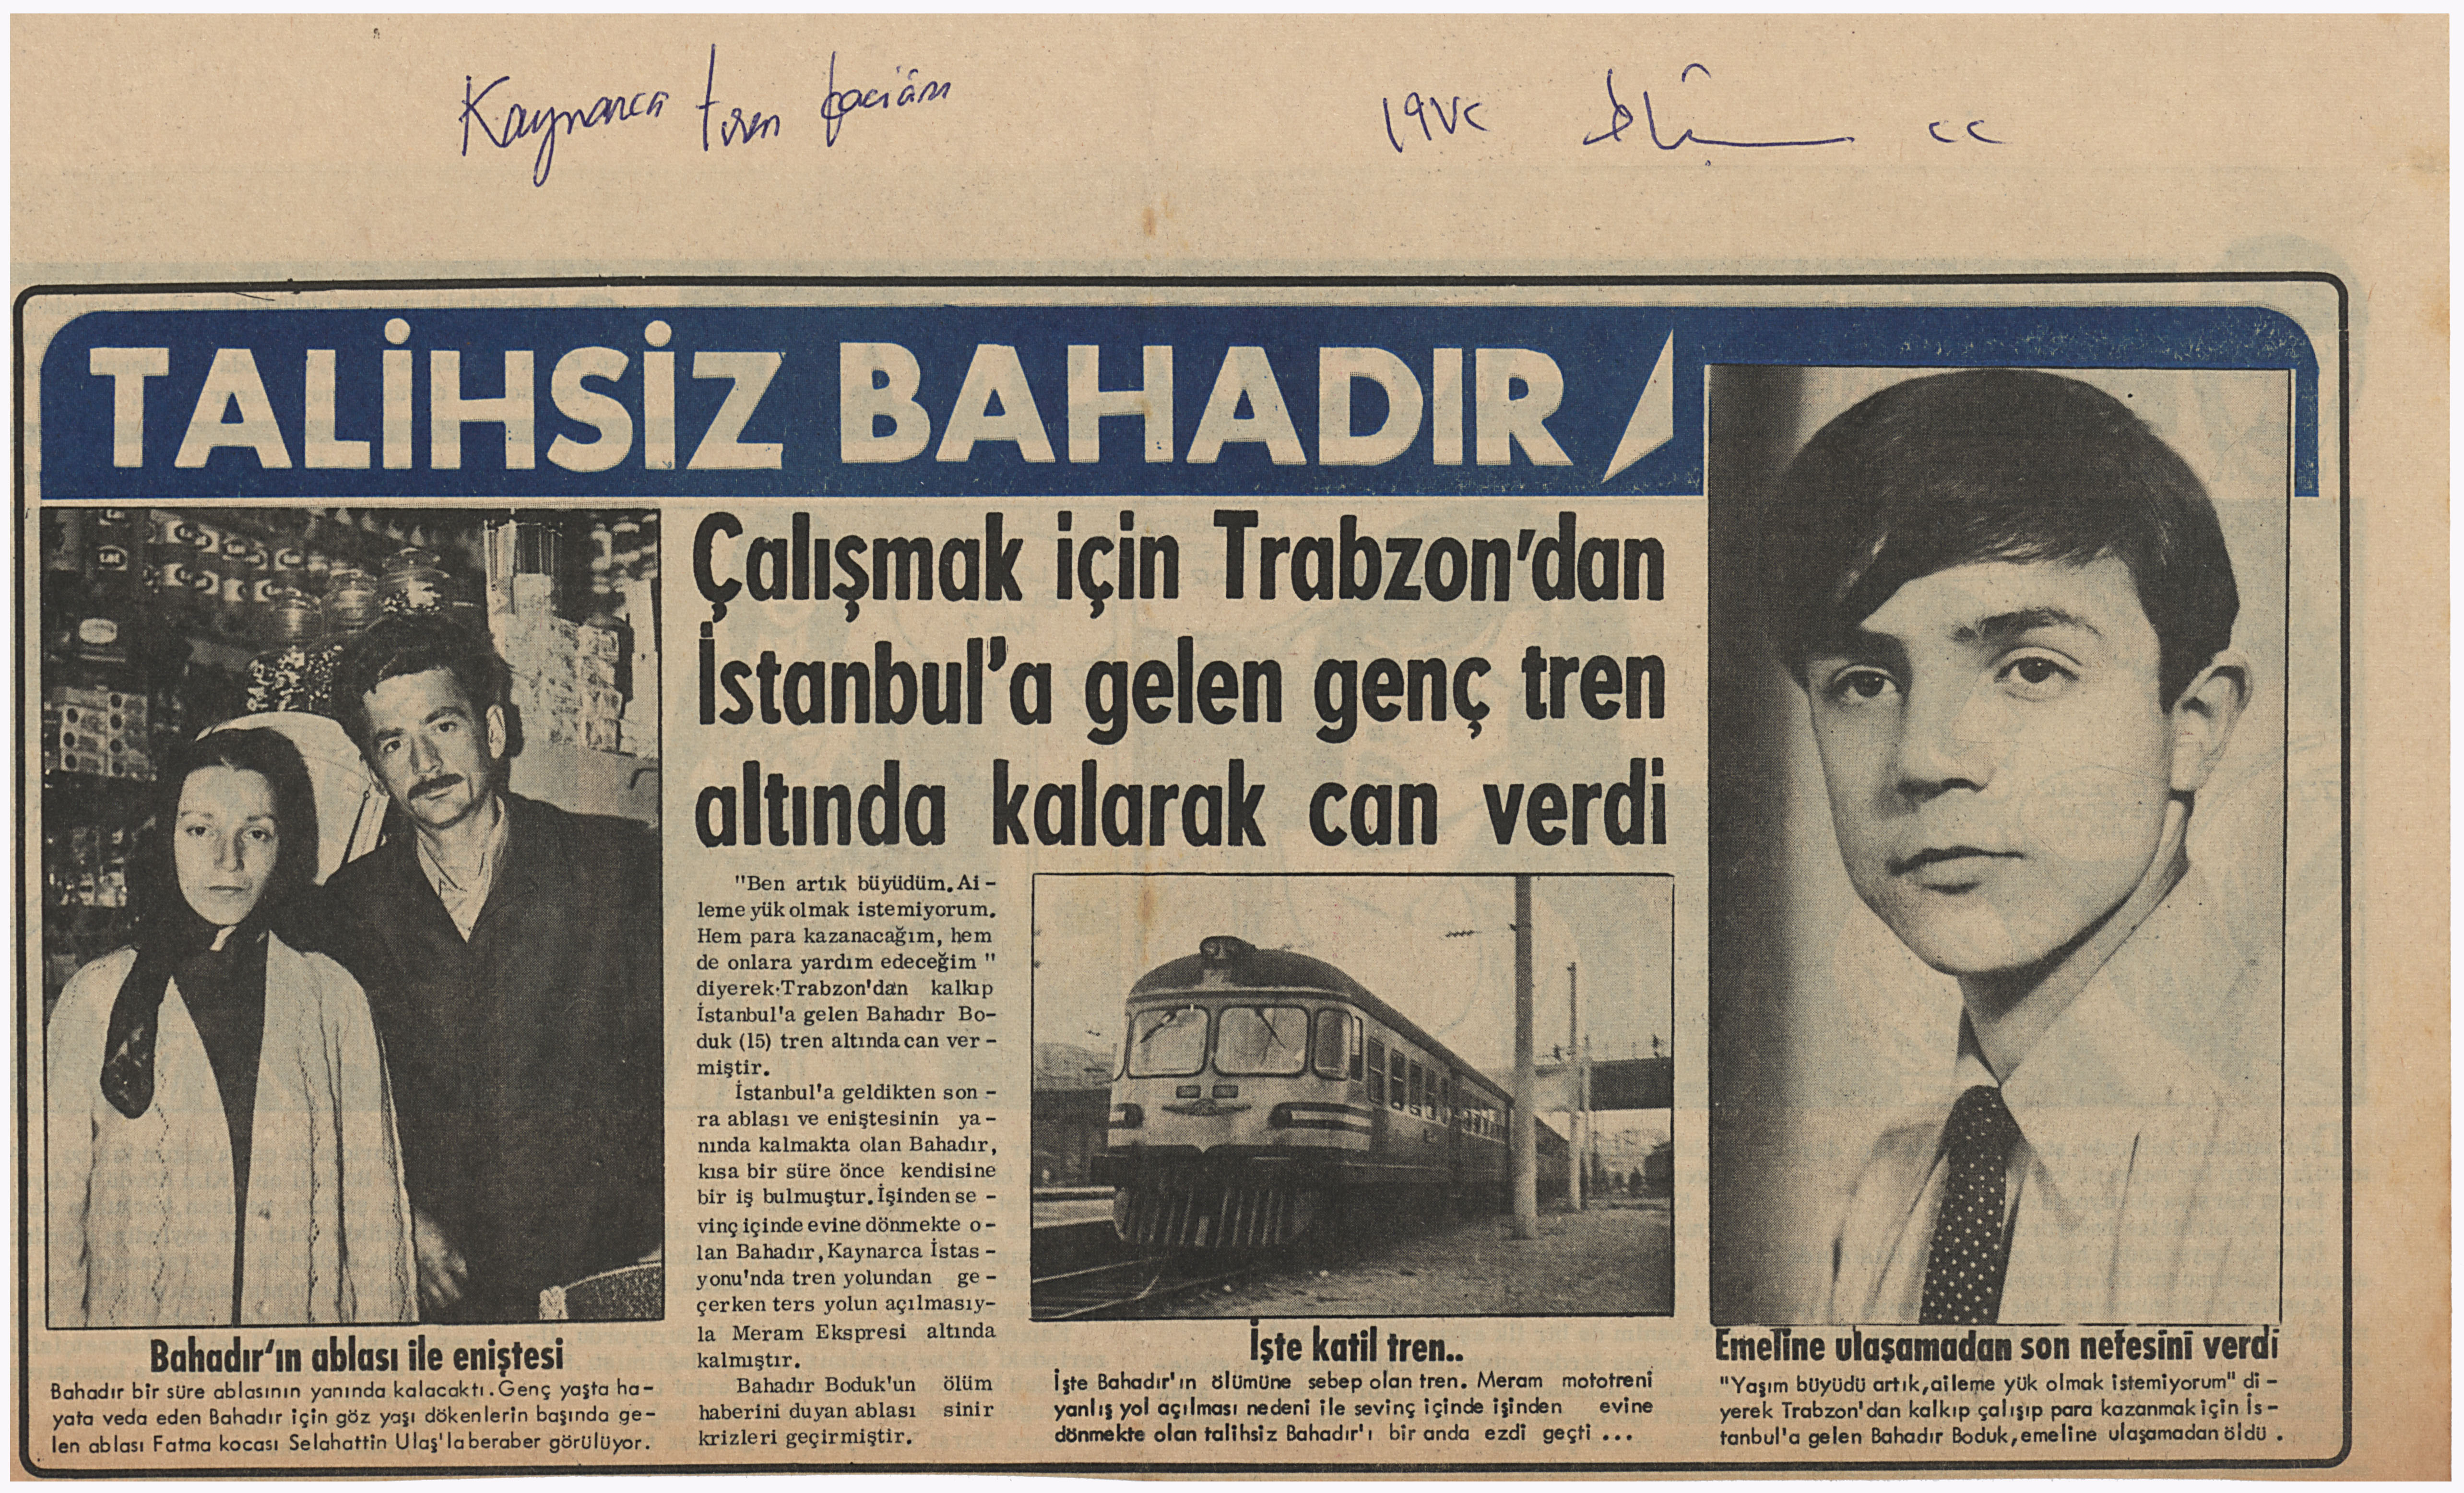 Kaynarca tren faciâsı
TALİHSİZ BAHADIR
Çalışmak için Trabzon'dan
İstanbul'a gelen genç tren
altında kalarak can verdi
"Ben artık büyüdüm. Ai -
leme yük olmak istemiyorum.
Hem para kazanacağım, hem
de onlara yardım edeceğim "
diyerek Trabzon'dan kalkıp
İstanbul'a gelen Bahadır Bo-
duk (15) tren altında can ver -
miştir.
İstanbul'a geldikten son -
ra ablası ve eniştesinin ya -
nında kalmakta olan Bahadır,
kısa bir süre önce kendisine
bir iş bulmuştur. İşinden se -
vinç içinde evine dönmekte o -
lan Bahadır, Kaynarca İstas -
yonu'nda tren yolundan ge -
çerken ters yolun açılmasıy-
la Meram Ekspresi altında
kalmıştır.
Bahadır Boduk'un ölüm
haberini duyan ablası sinir
krizleri geçirmiştir.
Bahadır'ın ablası ile eniştesi
Bahadır bir süre ablasının yanında kalacaktı. Genç yaşta ha -
yata veda eden Bahadır için göz yaşı dökenlerin başında ge -
len ablası Fatma kocası Selahattin Ulaş'la beraber görülüyor.
İşte katil tren..
İşte Bahadır'ın ölümüne sebep olan tren. Meram mototreni
yanlış yol açılması nedeni ile sevinç içinde işinden evine
dönmekte olan talihsiz Bahadır'ı bir anda ezdi geçti ...
Emeline ulaşamadan son nefesini verdi
"Yaşım büyüdü artık, aileme yük olmak istemiyorum" di -
yerek Trabzon'dan kalkıp çalışıp para kazanmak için İs -
tanbul'a gelen Bahadır Boduk, emeline ulaşamadan öldü .